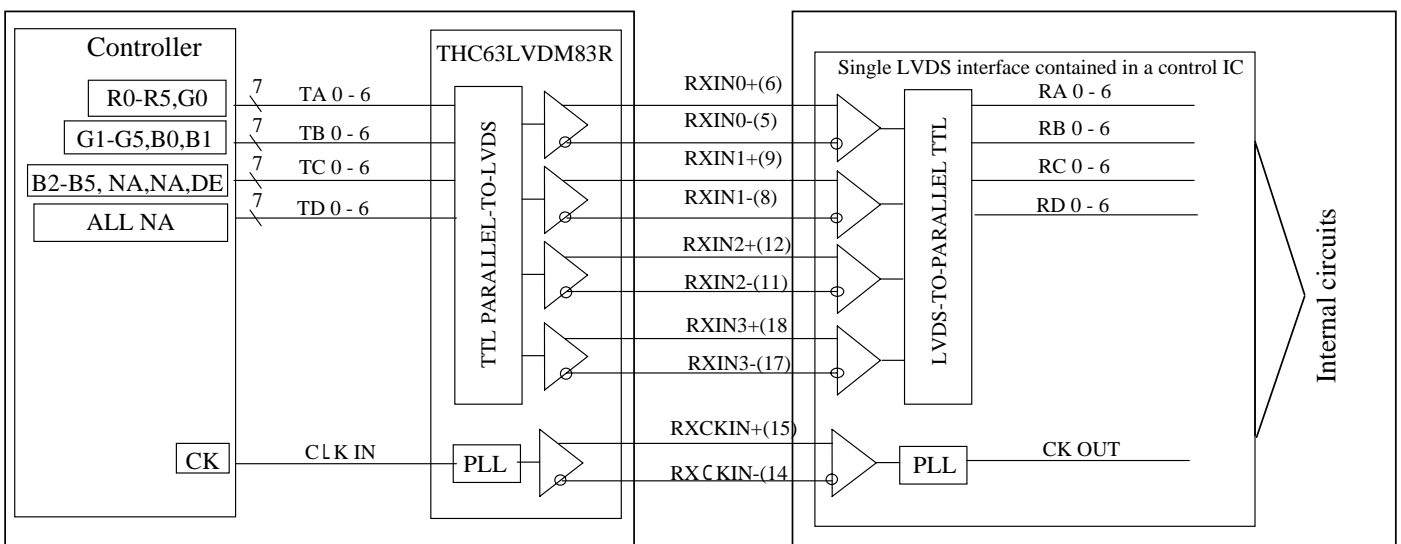 Controller
R0-R5,G0
G1-G5,B0,B1
B2-B5, NA,NA,DE
ALL NA
CK
7
TA 0 - 6
7
TB 0 - 6
7
TC 0 - 6
7
TD 0 - 6
CLK IN
THC63LVDM83R
TTL PARALLEL-TO-LVDS
PLL
RXIN0+(6)
RXIN0-(5)
RXIN1+(9)
RXIN1-(8)
RXIN2+(12)
RXIN2-(11)
RXIN3+(18
RXIN3-(17)
RXCKIN+(15)
RXCKIN-(14
Single LVDS interface contained in a control IC
LVDS-TO-PARALLEL TTL
PLL
RA 0 - 6
RB 0 - 6
RC 0 - 6
RD 0 - 6
CK OUT
Internal circuits